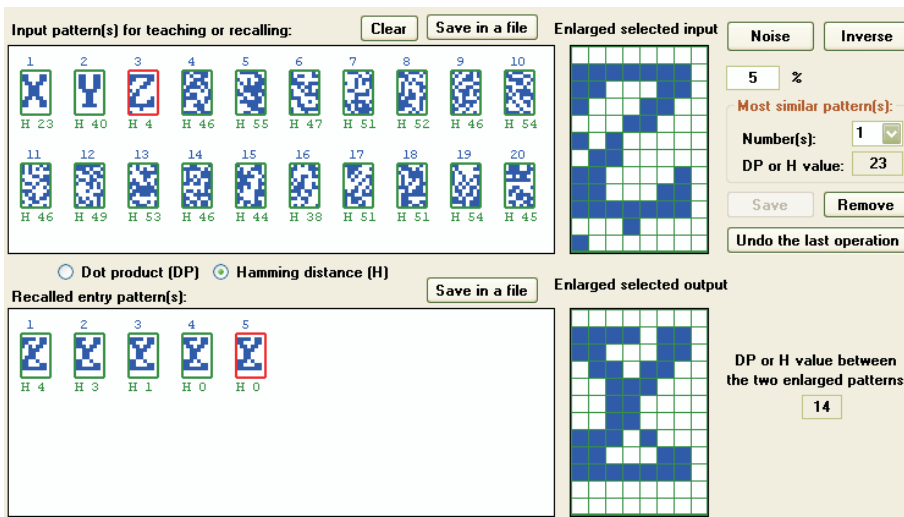 Input pattern(s) for teaching or recalling: Clear Save in a file Enlarged selected input Noise Inverse
1 2 3 4 5 6 7 8 9 10
H 23 H 40 H 4 H 46 H 55 H 47 H 51 H 52 H 46 H 54
11 12 13 14 15 16 17 18 19 20
H 46 H 49 H 53 H 46 H 44 H 38 H 51 H 51 H 54 H 45
5 %
Most similar pattern(s):
Number(s): 1
DP or H value: 23
Save Remove
Undo the last operation
Dot product (DP) Hamming distance (H)
Recalled entry pattern(s): Save in a file Enlarged selected output
1 2 3 4 5
H 4 H 3 H 1 H 0 H 0
DP or H value between
the two enlarged patterns
14